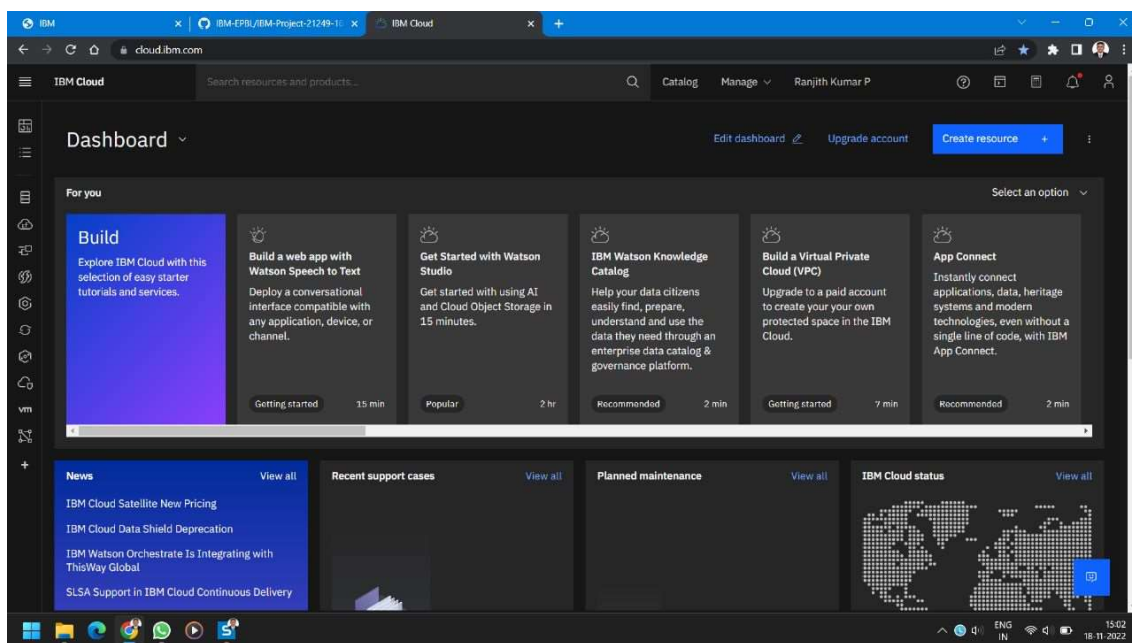 IBM
IBM-EPBL/IBM-Project-21249-16
IBM Cloud
cloud.ibm.com
IBM Cloud
Search resources and products...
Catalog
Manage
Ranjith Kumar P
Dashboard
Edit dashboard
Upgrade account
Create resource +
For you
Select an option
Build
Explore IBM Cloud with this
selection of easy starter
tutorials and services.
Build a web app with
Watson Speech to Text
Deploy a conversational
interface compatible with
any application, device, or
channel.
Getting started 15 min
Get Started with Watson
Studio
Get started with using AI
and Cloud Object Storage in
15 minutes.
Popular 2 hr
IBM Watson Knowledge
Catalog
Help your data citizens
easily find, prepare,
understand and use the
data they need through an
enterprise data catalog &
governance platform.
Recommended 2 min
Build a Virtual Private
Cloud (VPC)
Upgrade to a paid account
to create your your own
protected space in the IBM
Cloud.
Getting started 7 min
App Connect
Instantly connect
applications, data, heritage
systems and modern
technologies, even without a
single line of code, with IBM
App Connect.
Recommended 2 min
vm
News View all
IBM Cloud Satellite New Pricing
IBM Cloud Data Shield Deprecation
IBM Watson Orchestrate Is Integrating with
ThisWay Global
SLSA Support in IBM Cloud Continuous Delivery
Recent support cases View all
Planned maintenance View all
IBM Cloud status View all
ENG
IN
15:02
18-11-2022